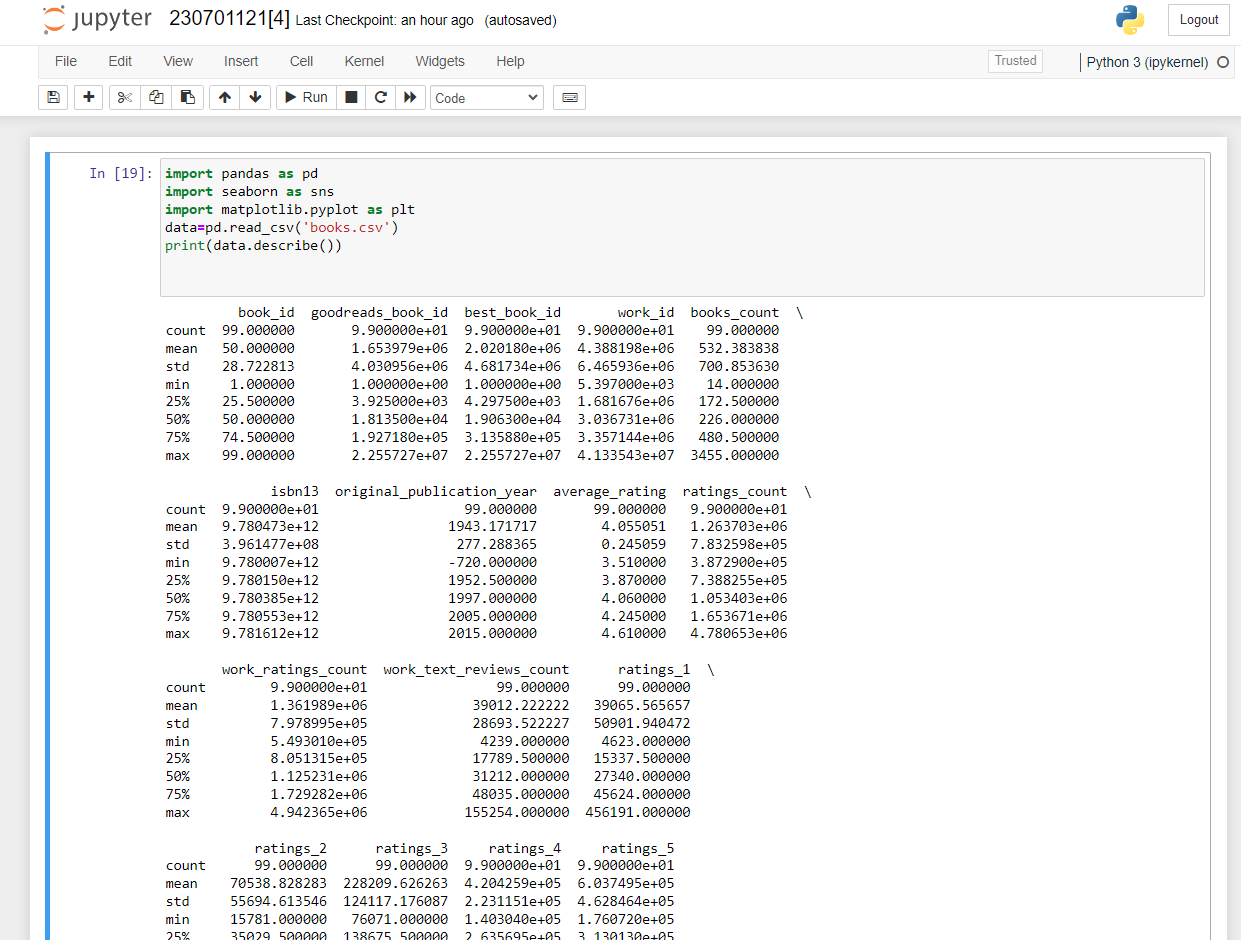 jupyter 230701121[4] Last Checkpoint: an hour ago (autosaved) Logout
File Edit View Insert Cell Kernel Widgets Help Trusted Python 3 (ipykernel)
Run Code
In [19]: import pandas as pd
import seaborn as sns
import matplotlib.pyplot as plt
data=pd.read_csv('books.csv')
print(data.describe())
book_id goodreads_book_id best_book_id work_id books_count \
count 99.000000 9.900000e+01 9.900000e+01 9.900000e+01 99.000000
mean 50.000000 1.653979e+06 2.020180e+06 4.388198e+06 532.383838
std 28.722813 4.030956e+06 4.681734e+06 6.465936e+06 700.853630
min 1.000000 1.000000e+00 1.000000e+00 5.397000e+03 14.000000
25% 25.500000 3.925000e+03 4.297500e+03 1.681676e+06 172.500000
50% 50.000000 1.813500e+04 1.906300e+04 3.036731e+06 226.000000
75% 74.500000 1.927180e+05 3.135880e+05 3.357144e+06 480.500000
max 99.000000 2.255727e+07 2.255727e+07 4.133543e+07 3455.000000
isbn13 original_publication_year average_rating ratings_count \
count 9.900000e+01 99.000000 99.000000 9.900000e+01
mean 9.780473e+12 1943.171717 4.055051 1.263703e+06
std 3.961477e+08 277.288365 0.245059 7.832598e+05
min 9.780007e+12 -720.000000 3.510000 3.872900e+05
25% 9.780150e+12 1952.500000 3.870000 7.388255e+05
50% 9.780385e+12 1997.000000 4.060000 1.053403e+06
75% 9.780553e+12 2005.000000 4.245000 1.653671e+06
max 9.781612e+12 2015.000000 4.610000 4.780653e+06
work_ratings_count work_text_reviews_count ratings_1 \
count 9.900000e+01 99.000000 99.000000
mean 1.361989e+06 39012.222222 39065.565657
std 7.978995e+05 28693.522227 50901.940472
min 5.493010e+05 4239.000000 4623.000000
25% 8.051315e+05 17789.500000 15337.500000
50% 1.125231e+06 31212.000000 27340.000000
75% 1.729282e+06 48035.000000 45624.000000
max 4.942365e+06 155254.000000 456191.000000
ratings_2 ratings_3 ratings_4 ratings_5
count 99.000000 99.000000 9.900000e+01 9.900000e+01
mean 70538.828283 228209.626263 4.204259e+05 6.037495e+05
std 55694.613546 124117.176087 2.231151e+05 4.628464e+05
min 15781.000000 76071.000000 1.403040e+05 1.760720e+05
25% 35029.500000 138675.500000 2.635695e+05 3.130130e+05